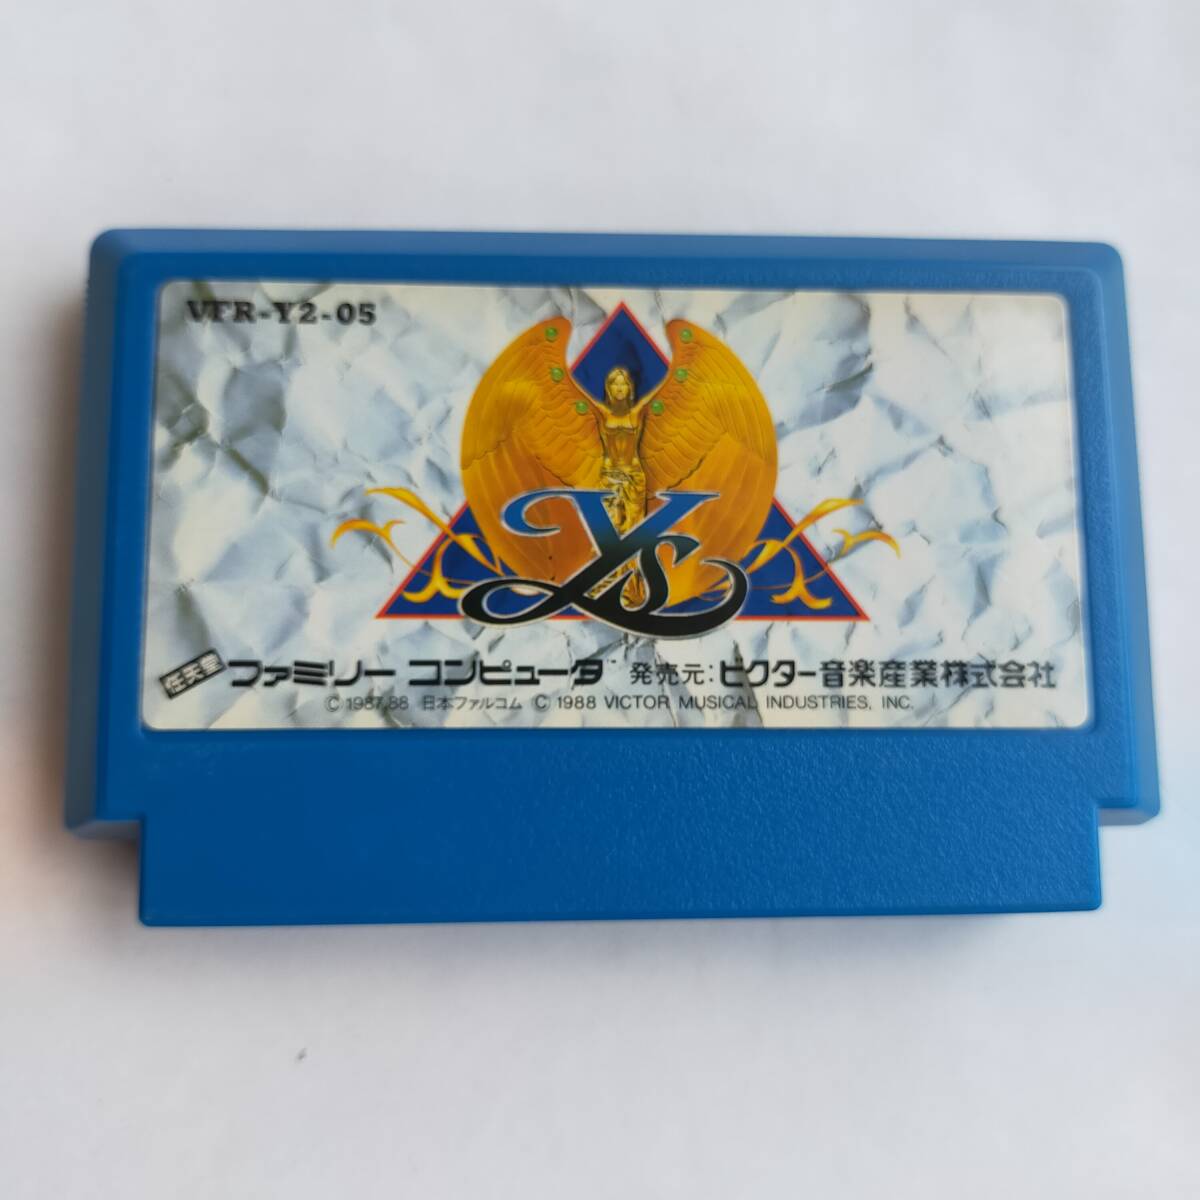 VFR-Y2-05
Ys
任天堂 ファミリー コンピュータ™ 発売元:ビクター音楽産業株式会社
© 1987,88 日本ファルコム © 1988 VICTOR MUSICAL INDUSTRIES, INC.